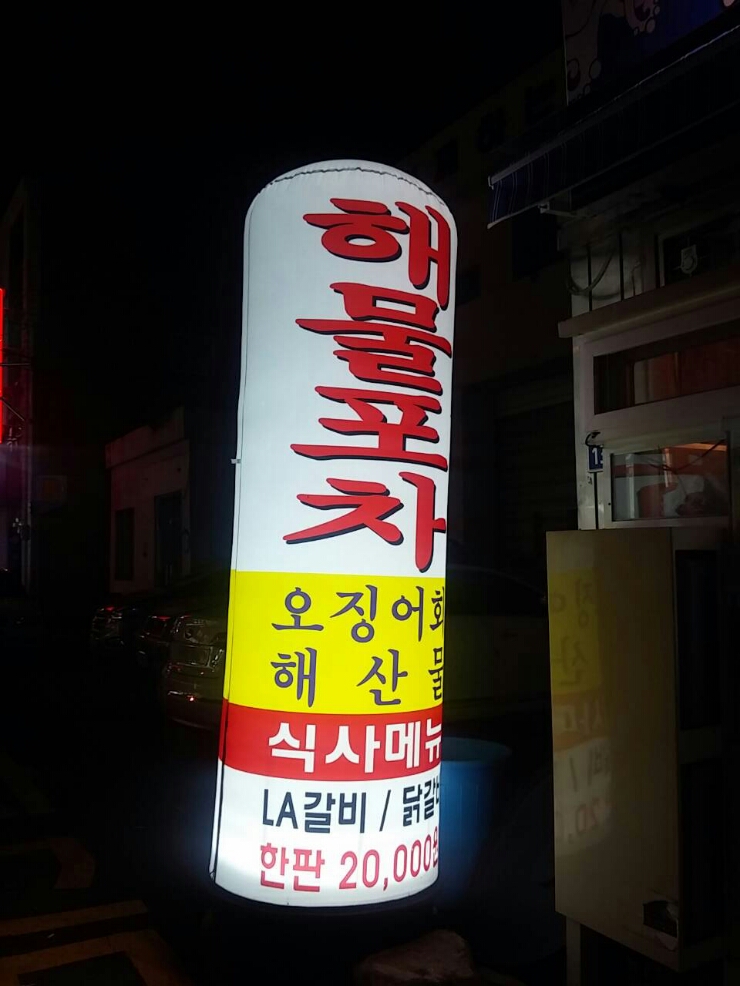 해물포차
오징어회
해산물
식사메뉴
LA갈비 / 닭갈비
한판 20,000원